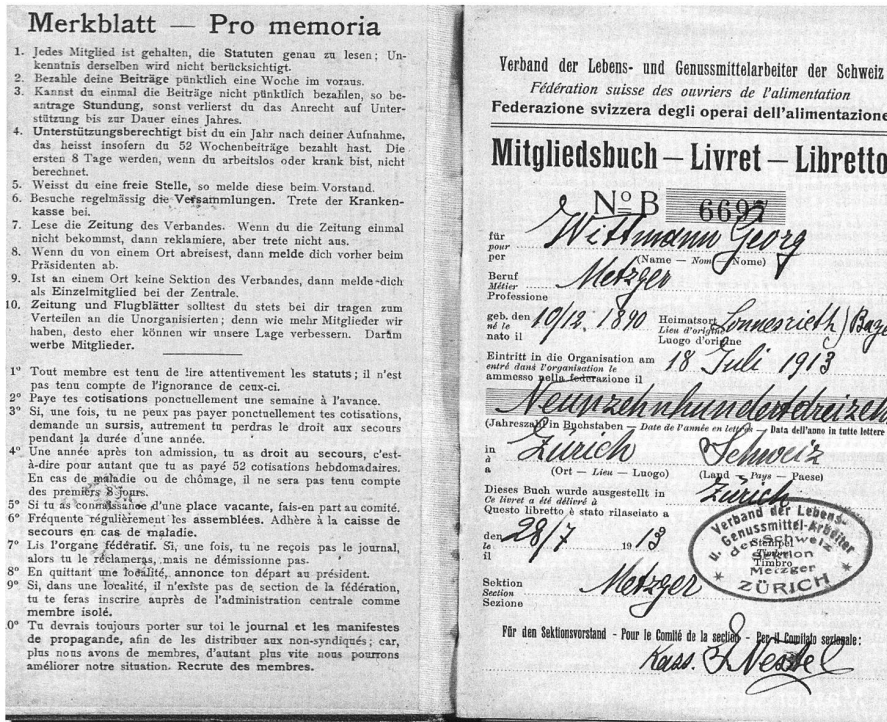 Merkblatt — Pro memoria
1. Jedes Mitglied ist gehalten, die Statuten genau zu lesen; Un-
kenntnis derselben wird nicht berücksichtigt.
2. Bezahle deine Beiträge pünktlich eine Woche im voraus.
3. Kannst du einmal die Beiträge nicht pünktlich bezahlen, so be-
antrage Stundung, sonst verlierst du das Anrecht auf Unter-
stützung bis zur Dauer eines Jahres.
4. Unterstützungsberechtigt bist du ein Jahr nach deiner Aufnahme,
das heisst insofern du 52 Wochenbeiträge bezahlt hast. Die
ersten 8 Tage werden, wenn du arbeitslos oder krank bist, nicht
berechnet.
5. Weisst du eine freie Stelle, so melde diese beim Vorstand.
6. Besuche regelmässig die Versammlungen. Trete der Kranken-
kasse bei.
7. Lese die Zeitung des Verbandes. Wenn du die Zeitung einmal
nicht bekommst, dann reklamiere, aber trete nicht aus.
8. Wenn du von einem Ort abreisest, dann melde dich vorher beim
Präsidenten ab.
9. Ist an einem Ort keine Sektion des Verbandes, dann melde dich
als Einzelmitglied bei der Zentrale.
10. Zeitung und Flugblätter solltest du stets bei dir tragen zum
Verteilen an die Unorganisierten; denn wie mehr Mitglieder wir
haben, desto eher können wir unsere Lage verbessern. Darum
werbe Mitglieder.
1° Tout membre est tenu de lire attentivement les statuts; il n'est
pas tenu compte de l'ignorance de ceux-ci.
2° Paye tes cotisations ponctuellement une semaine à l'avance.
3° Si, une fois, tu ne peux pas payer ponctuellement tes cotisations,
demande un sursis, autrement tu perdras le droit aux secours
pendant la durée d'une année.
4° Une année après ton admission, tu as droit au secours, c'est-
à-dire pour autant que tu as payé 52 cotisations hebdomadaires.
En cas de maladie ou de chômage, il ne sera pas tenu compte
des premiers 8 jours.
5° Si tu as connaissance d'une place vacante, fais-en part au comité.
6° Fréquente régulièrement les assemblées. Adhère à la caisse de
secours en cas de maladie.
7° Lis l'organe fédératif. Si, une fois, tu ne reçois pas le journal,
alors tu le réclameras, mais ne démissionne pas.
8° En quittant une localité, annonce ton départ au président.
9° Si, dans une localité, il n'existe pas de section de la fédération,
tu te feras inscrire auprès de l'administration centrale comme
membre isolé.
0° Tu devrais toujours porter sur toi le journal et les manifestes
de propagande, afin de les distribuer aux non-syndiqués; car,
plus nous avons de membres, d'autant plus vite nous pourrons
améliorer notre situation. Recrute des membres.
Verband der Lebens- und Genussmittelarbeiter der Schweiz
Fédération suisse des ouvriers de l'alimentation
Federazione svizzera degli operai dell'alimentazione
Mitgliedsbuch — Livret — Libretto
No B 6697
für
pour
per
Wittmann Georg
(Name — Nom — Nome)
Beruf
Métier
Professione
Metzger
geb. den
né le
nato il
10/12. 1890
Heimatsort
Lieu d'origine
Luogo d'origine
Eintritt in die Organisation am
entré dans l'organisation le
ammesso nella federazione il
18 Juli 1913
Neunzehnhundertdreizeh
(Jahreszahl in Buchstaben — Date de l'année en lettres — Data dell'anno in tutte lettere
in
à
a
Zürich Schweiz
(Ort — Lieu — Luogo) (Land — Pays — Paese)
Dieses Buch wurde ausgestellt in
Ce livret a été délivré à
Questo libretto è stato rilasciato a
Zürich
den
le
il
28/7 1913
Stempel
Timbre
Timbro
Verband der Lebens-
u. Genussmittel-Arbeiter
der Schweiz
Sektion
Metzger
ZÜRICH
Sektion
Section
Sezione
Metzger
Für den Sektionsvorstand - Pour le Comité de la section - Per il Comitato sezionale:
Kass.